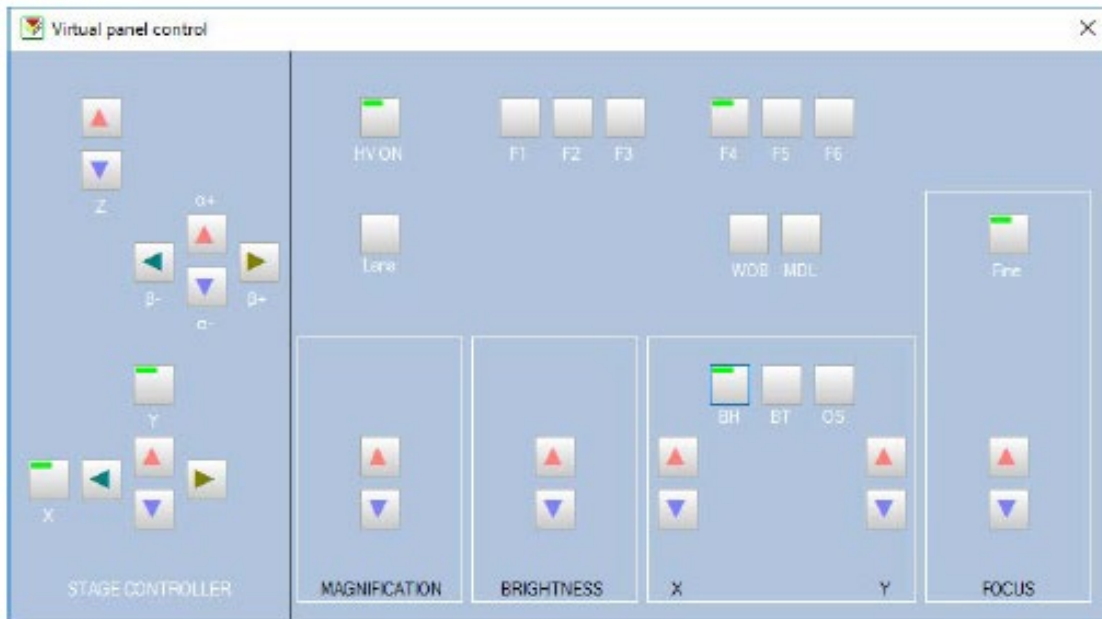 Virtual panel control
HV ON
F1 F2 F3
F4 F5 F6
Z
α+
Lens
WOB MDL
Fine
β-
β+
α-
Y
BH BT OS
X
STAGE CONTROLLER
MAGNIFICATION
BRIGHTNESS
X
Y
FOCUS